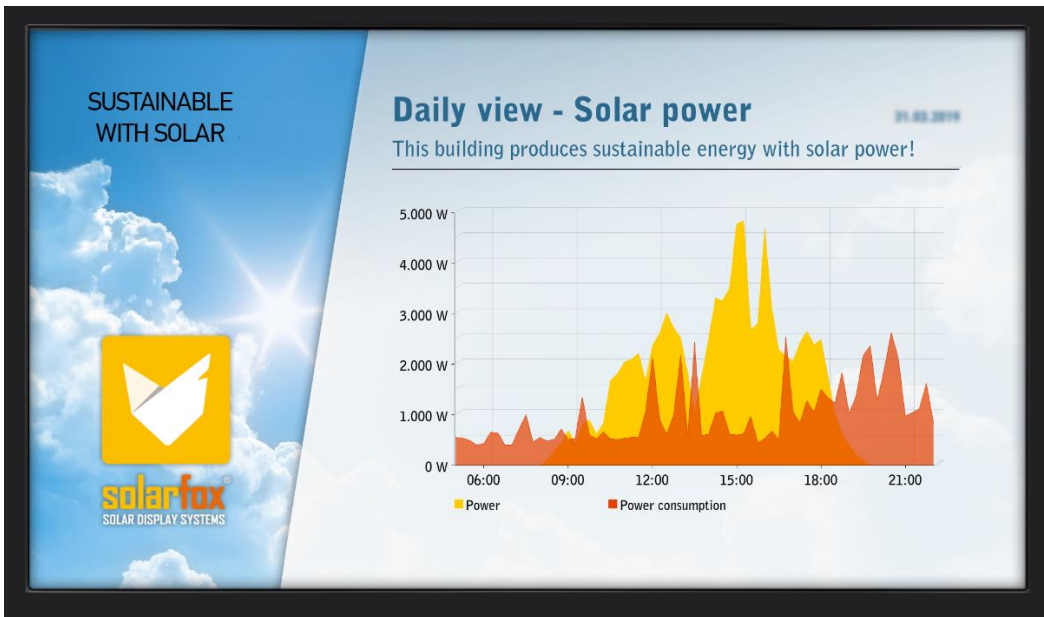 SUSTAINABLE
WITH SOLAR
solarfox®
SOLAR DISPLAY SYSTEMS
Daily view - Solar power
This building produces sustainable energy with solar power!
5.000 W
4.000 W
3.000 W
2.000 W
1.000 W
0 W
06:00 09:00 12:00 15:00 18:00 21:00
Power Power consumption